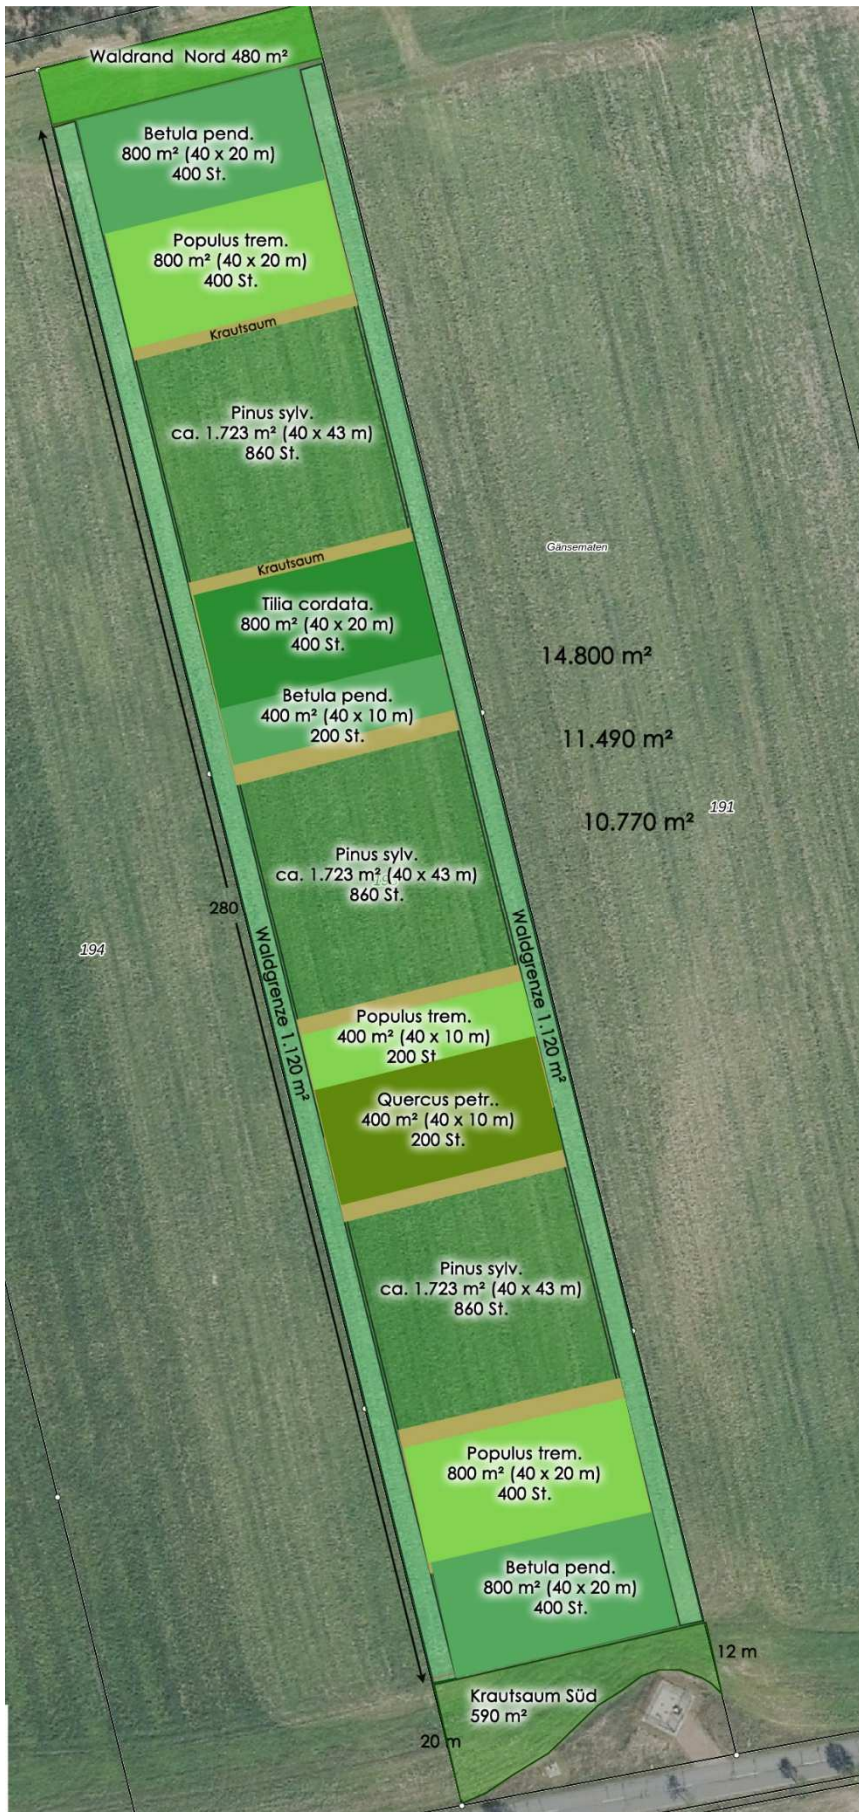 Waldrand Nord 480 m²
Betula pend.
800 m² (40 x 20 m)
400 St.
Populus trem.
800 m² (40 x 20 m)
400 St.
Krautsaum
Pinus sylv.
ca. 1.723 m² (40 x 43 m)
860 St.
Krautsaum
Gänsematen
Tilia cordata.
800 m² (40 x 20 m)
400 St.
14.800 m²
Betula pend.
400 m² (40 x 10 m)
200 St.
11.490 m²
10.770 m²
191
Pinus sylv.
ca. 1.723 m² (40 x 43 m)
860 St.
280
194
Waldgrenze 1.120 m²
Waldgrenze 1.120 m²
Populus trem.
400 m² (40 x 10 m)
200 St
Quercus petr..
400 m² (40 x 10 m)
200 St.
Pinus sylv.
ca. 1.723 m² (40 x 43 m)
860 St.
Populus trem.
800 m² (40 x 20 m)
400 St.
Betula pend.
800 m² (40 x 20 m)
400 St.
12 m
Krautsaum Süd
590 m²
20 m